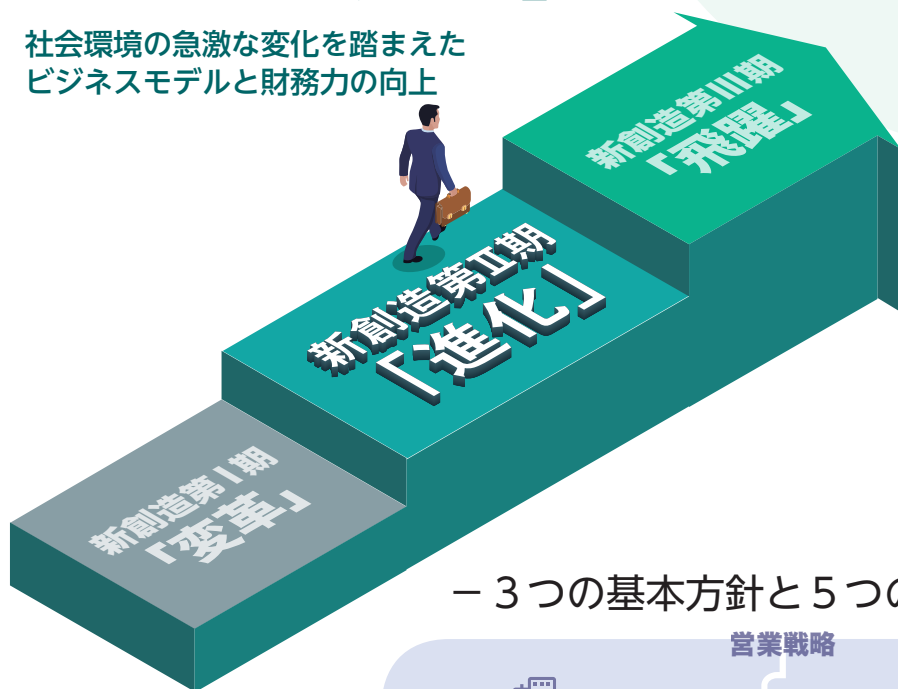 社会環境の急激な変化を踏まえた
ビジネスモデルと財務力の向上
新創造第Ⅲ期
「飛躍」
新創造第Ⅱ期
「進化」
新創造第Ⅰ期
「変革」
－３つの基本方針と５つの
営業戦略